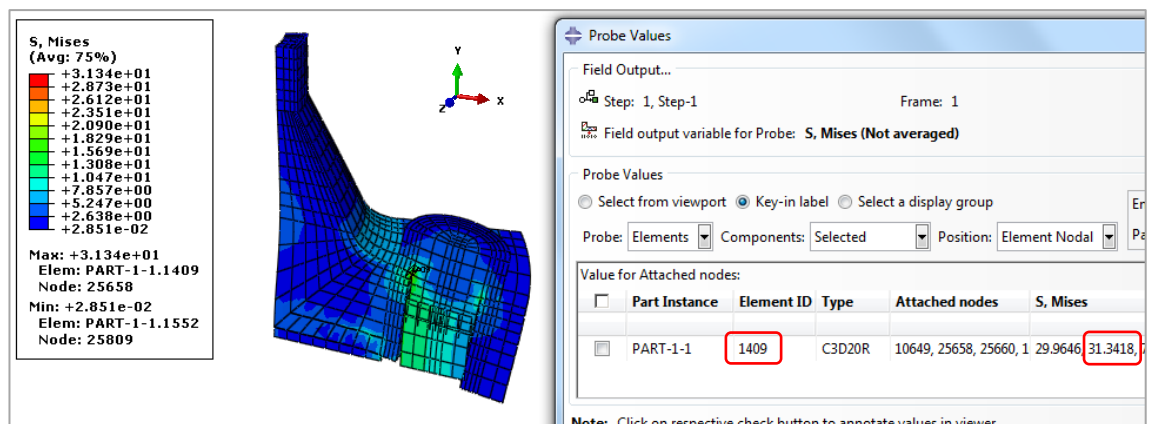 S, Mises
(Avg: 75%)
+3.134e+01
+2.873e+01
+2.612e+01
+2.351e+01
+2.090e+01
+1.829e+01
+1.569e+01
+1.308e+01
+1.047e+01
+7.857e+00
+5.247e+00
+2.638e+00
+2.851e-02
Max: +3.134e+01
Elem: PART-1-1.1409
Node: 25658
Min: +2.851e-02
Elem: PART-1-1.1552
Node: 25809
Y
X
Z
Probe Values
Field Output...
Step: 1, Step-1 Frame: 1
Field output variable for Probe: S, Mises (Not averaged)
Probe Values
Select from viewport Key-in label Select a display group
Probe: Elements Components: Selected Position: Element Nodal
Value for Attached nodes:
Part Instance Element ID Type Attached nodes S, Mises
PART-1-1 1409 C3D20R 10649, 25658, 25660, 1 29.9646, 31.3418,
Note: Click on respective check button to annotate values in viewer